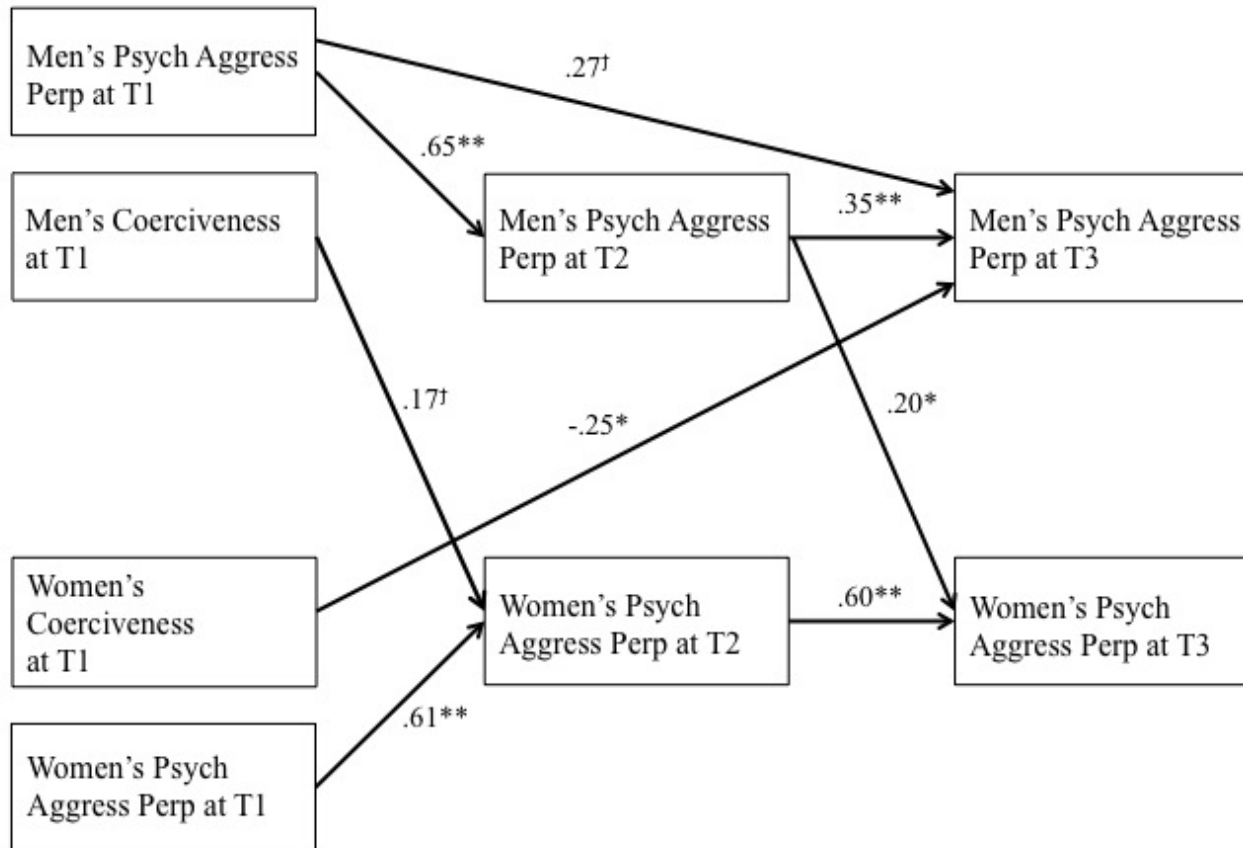 Men's Psych Aggress
Perp at T1
.27†
.65**
Men's Coerciveness
at T1
Men's Psych Aggress
Perp at T2
.35**
Men's Psych Aggress
Perp at T3
.17†
-.25*
.20*
Women's
Coerciveness
at T1
Women's Psych
Aggress Perp at T2
.60**
Women's Psych
Aggress Perp at T3
.61**
Women's Psych
Aggress Perp at T1